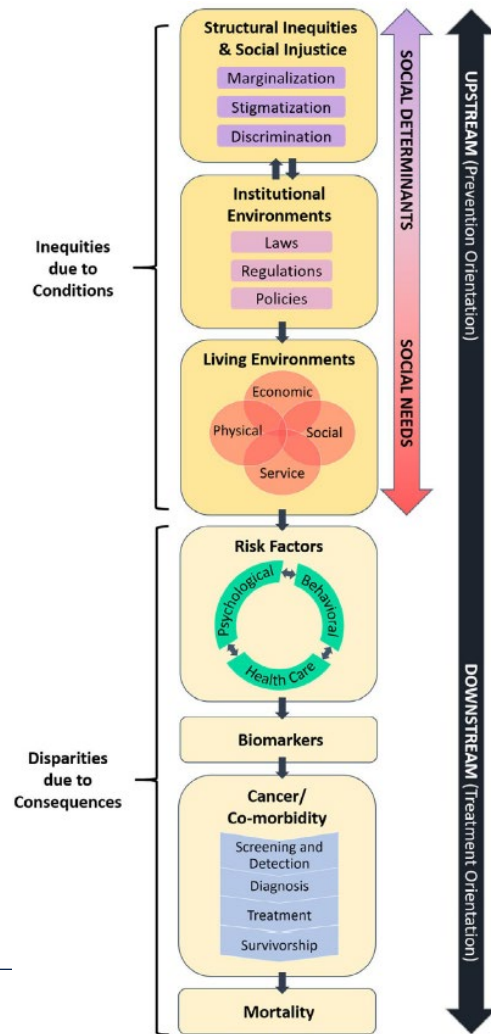 Structural Inequities
& Social Injustice
Marginalization
Stigmatization
Discrimination
Institutional
Environments
Laws
Regulations
Policies
Living Environments
Economic
Physical
Social
Service
Inequities
due to
Conditions
SOCIAL DETERMINANTS
SOCIAL NEEDS
UPSTREAM (Prevention Orientation)
Risk Factors
Psychological
Behavioral
Health Care
Biomarkers
Cancer/
Co-morbidity
Screening and
Detection
Diagnosis
Treatment
Survivorship
Mortality
Disparities
due to
Consequences
DOWNSTREAM (Treatment Orientation)